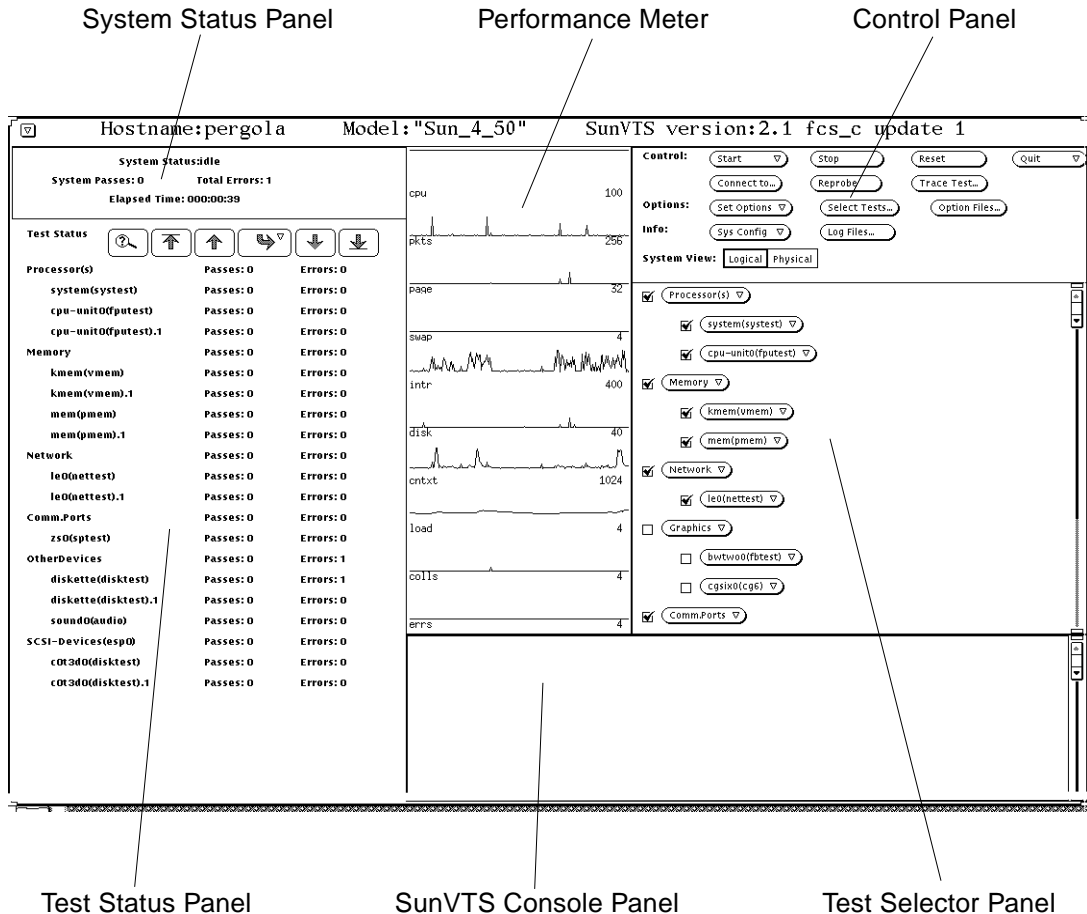 System Status Panel
Performance Meter
Control Panel
Hostname:pergola Model:"Sun_4_50" SunVTS version:2.1 fcs_c update 1
System Status:idle
System Passes: 0 Total Errors: 1
Elapsed Time: 000:00:39
Test Status
Processor(s) Passes: 0 Errors: 0
system(systest) Passes: 0 Errors: 0
cpu-unit0(fputest) Passes: 0 Errors: 0
cpu-unit0(fputest).1 Passes: 0 Errors: 0
Memory Passes: 0 Errors: 0
kmem(vmem) Passes: 0 Errors: 0
kmem(vmem).1 Passes: 0 Errors: 0
mem(pmem) Passes: 0 Errors: 0
mem(pmem).1 Passes: 0 Errors: 0
Network Passes: 0 Errors: 0
le0(nettest) Passes: 0 Errors: 0
le0(nettest).1 Passes: 0 Errors: 0
Comm.Ports Passes: 0 Errors: 0
zs0(sptest) Passes: 0 Errors: 0
OtherDevices Passes: 0 Errors: 1
diskette(disktest) Passes: 0 Errors: 1
diskette(disktest).1 Passes: 0 Errors: 0
sound0(audio) Passes: 0 Errors: 0
SCSI-Devices(esp0) Passes: 0 Errors: 0
c0t3d0(disktest) Passes: 0 Errors: 0
c0t3d0(disktest).1 Passes: 0 Errors: 0
cpu 100
pkts 256
page 32
swap 4
intr 400
disk 40
cntxt 1024
load 4
colls 4
errs 4
Control: Start Stop Reset Quit
Connect to... Reprobe Trace Test...
Options: Set Options Select Tests... Option Files...
Info: Sys Config Log Files...
System View: Logical Physical
Processor(s)
system(systest)
cpu-unit0(fputest)
Memory
kmem(vmem)
mem(pmem)
Network
le0(nettest)
Graphics
bwtwo0(fbtest)
cgsix0(cg6)
Comm.Ports
Test Status Panel
SunVTS Console Panel
Test Selector Panel